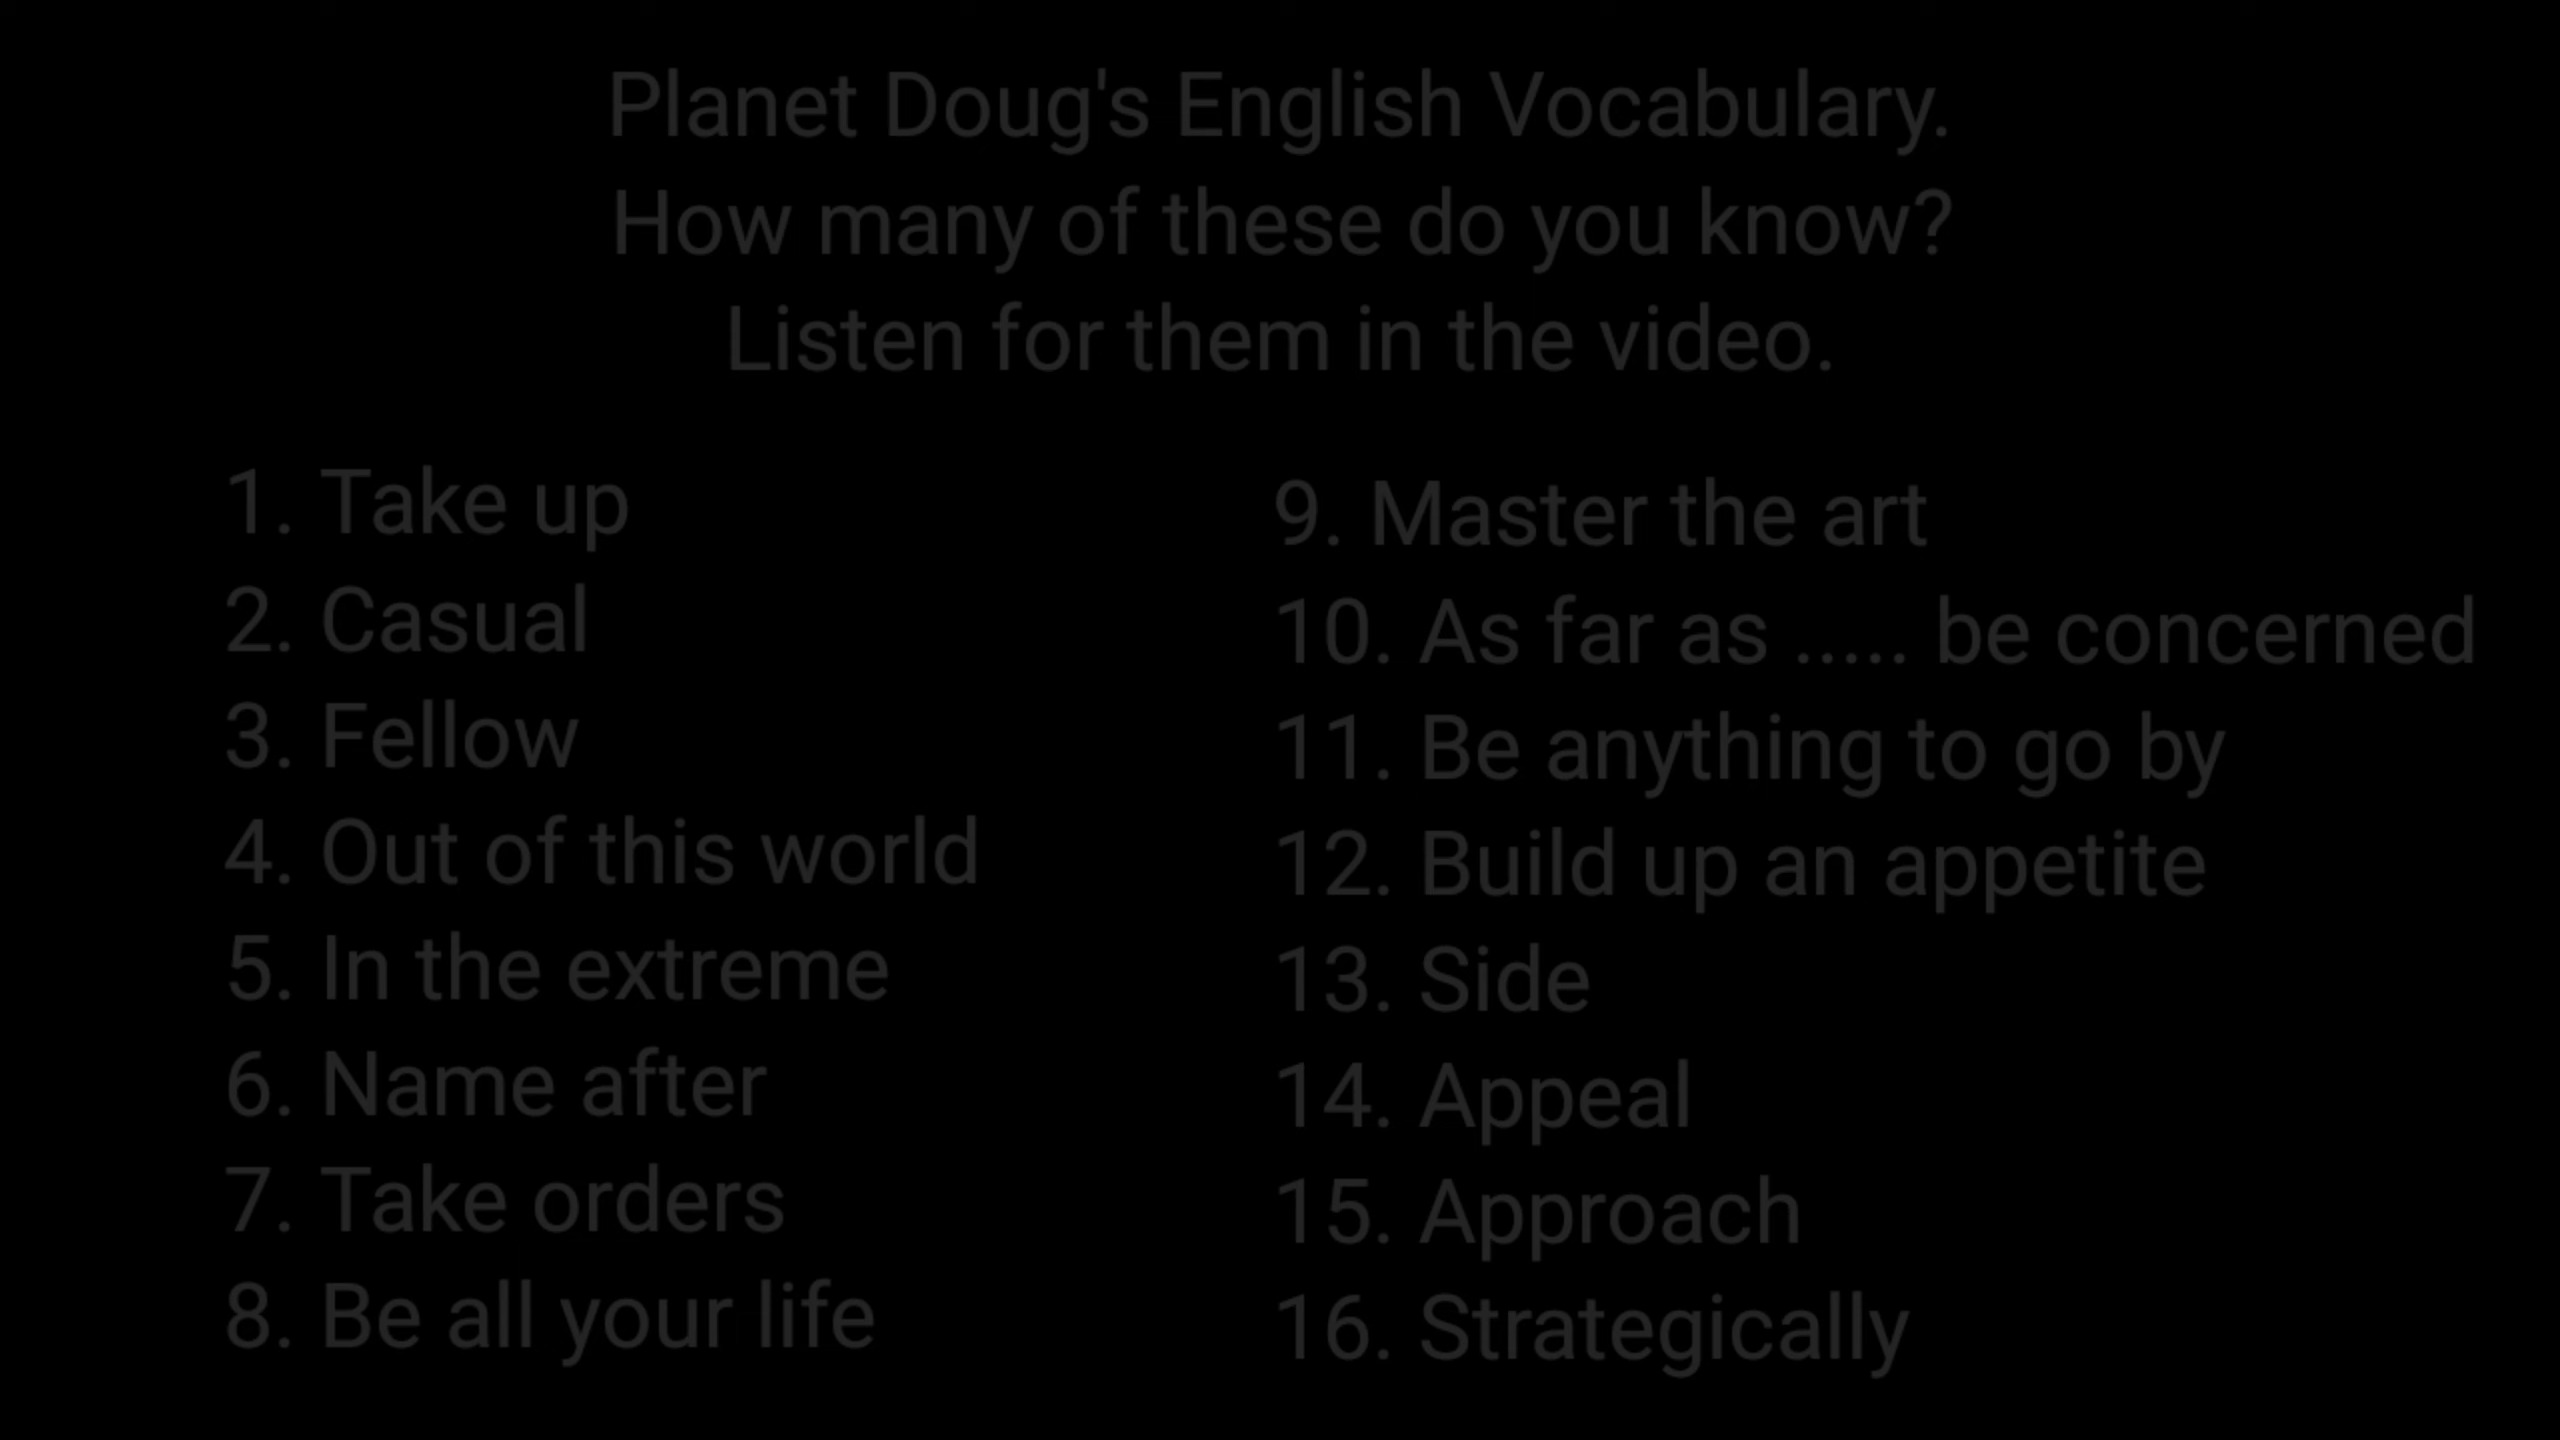 Planet Doug's English Vocabulary.
How many of these do you know?
Listen for them in the video.
1. Take up
2. Casual
3. Fellow
4. Out of this world
5. In the extreme
6. Name after
7. Take orders
8. Be all your life
9. Master the art
10. As far as ..... be concerned
11. Be anything to go by
12. Build up an appetite
13. Side
14. Appeal
15. Approach
16. Strategically